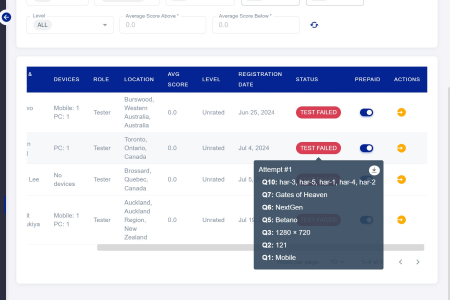 Level
ALL
Average Score Above *
0.0
Average Score Below *
0.0
&
DEVICES
ROLE
LOCATION
AVG SCORE
LEVEL
REGISTRATION DATE
STATUS
PREPAID
ACTIONS
vo
Mobile: 1
PC: 1
Tester
Burswood,
Western
Australia,
Australia
0.0
Unrated
Jun 25, 2024
TEST FAILED
n
PC: 1
Tester
Toronto,
Ontario,
Canada
0.0
Unrated
Jul 4, 2024
TEST FAILED
Lee
No
devices
Tester
Brossard,
Quebec,
Canada
0.0
Unrated
Jul 5,
Mobile: 1
PC: 1
Tester
Auckland,
Auckland
Region,
New
Zealand
0.0
Unrated
Attempt #1
Q10: har-3, har-5, har-1, har-4, har-2
Q7: Gates of Heaven
Q6: NextGen
Q5: Betano
Q3: 1280 × 720
Q2: 121
Q1: Mobile